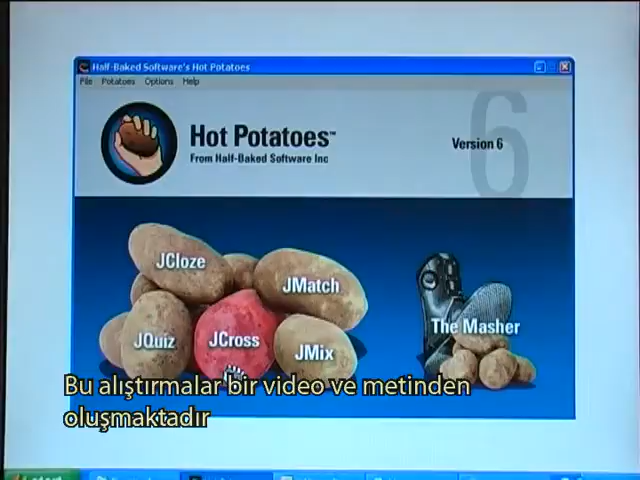 Half-Baked Software's Hot Potatoes
File Potatoes Options Help
Hot Potatoes™
From Half-Baked Software Inc
Version 6
6
JCloze
JMatch
JQuiz
JCross
JMix
The Masher
Bu alıştırmalar bir video ve metinden
oluşmaktadır
start